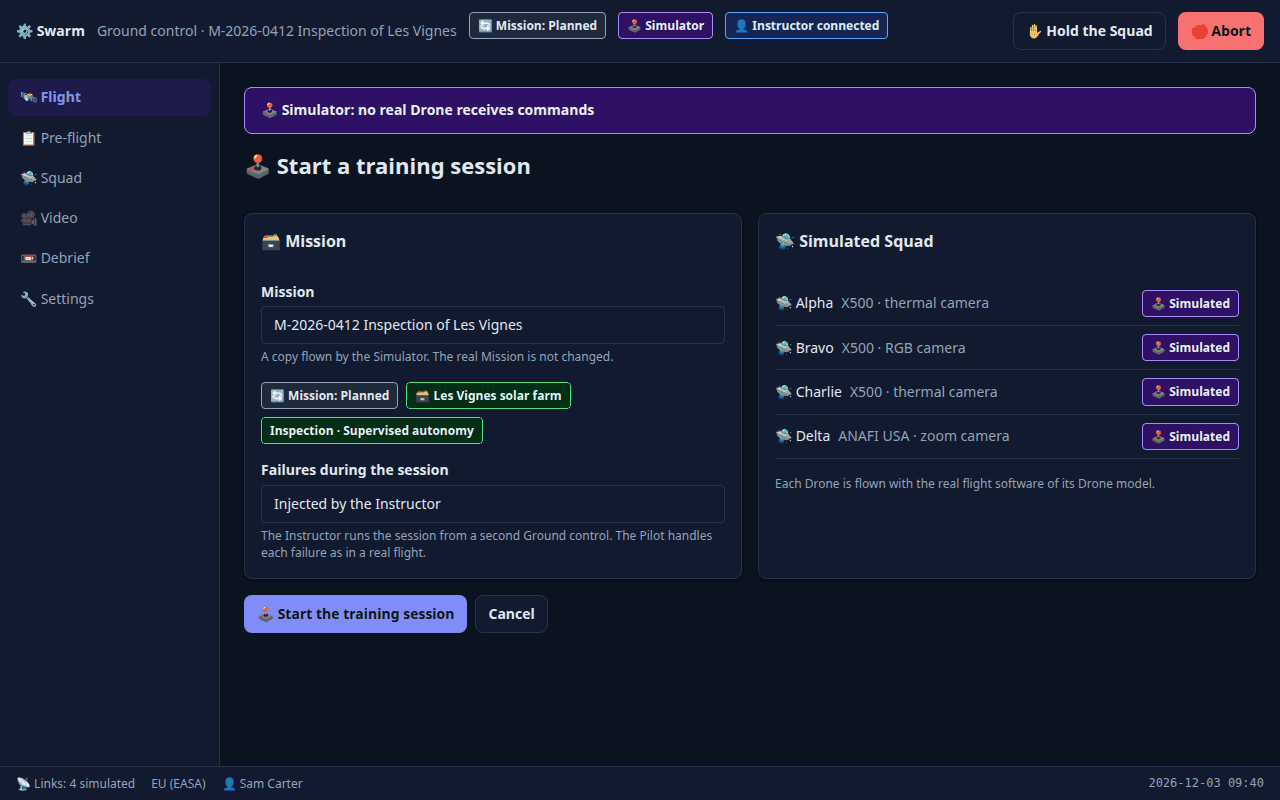 Swarm Ground control · M-2026-0412 Inspection of Les Vignes Mission: Planned Simulator Instructor connected Hold the Squad Abort
Flight
Pre-flight
Squad
Video
Debrief
Settings
Simulator: no real Drone receives commands
Start a training session
Mission
Mission
M-2026-0412 Inspection of Les Vignes
A copy flown by the Simulator. The real Mission is not changed.
Mission: Planned Les Vignes solar farm
Inspection · Supervised autonomy
Failures during the session
Injected by the Instructor
The Instructor runs the session from a second Ground control. The Pilot handles
each failure as in a real flight.
Simulated Squad
Alpha X500 · thermal camera Simulated
Bravo X500 · RGB camera Simulated
Charlie X500 · thermal camera Simulated
Delta ANAFI USA · zoom camera Simulated
Each Drone is flown with the real flight software of its Drone model.
Start the training session Cancel
Links: 4 simulated EU (EASA) Sam Carter 2026-12-03 09:40